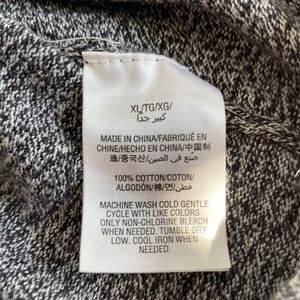 XL/TG/XG/
كبير جداً
MADE IN CHINA/FABRIQUÉ EN
CHINE/HECHO EN CHINA/中国
制造/중국산/صنع في الصين
100% COTTON/COTON/
ALGODÓN/棉/면/قطن
MACHINE WASH COLD GENTLE
CYCLE WITH LIKE COLORS.
ONLY NON-CHLORINE BLEACH
WHEN NEEDED. TUMBLE DRY
LOW. COOL IRON WHEN
NEEDED.